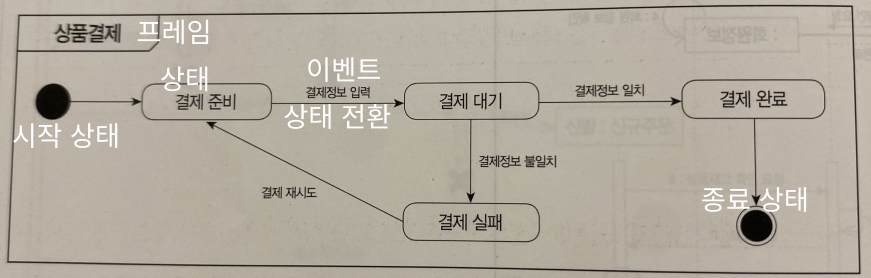 상품결제 프레임
상태
결제 준비
이벤트
결제정보 입력
상태 전환
결제 대기
결제정보 일치
결제 완료
시작 상태
결제정보 불일치
결제 재시도
결제 실패
종료 상태